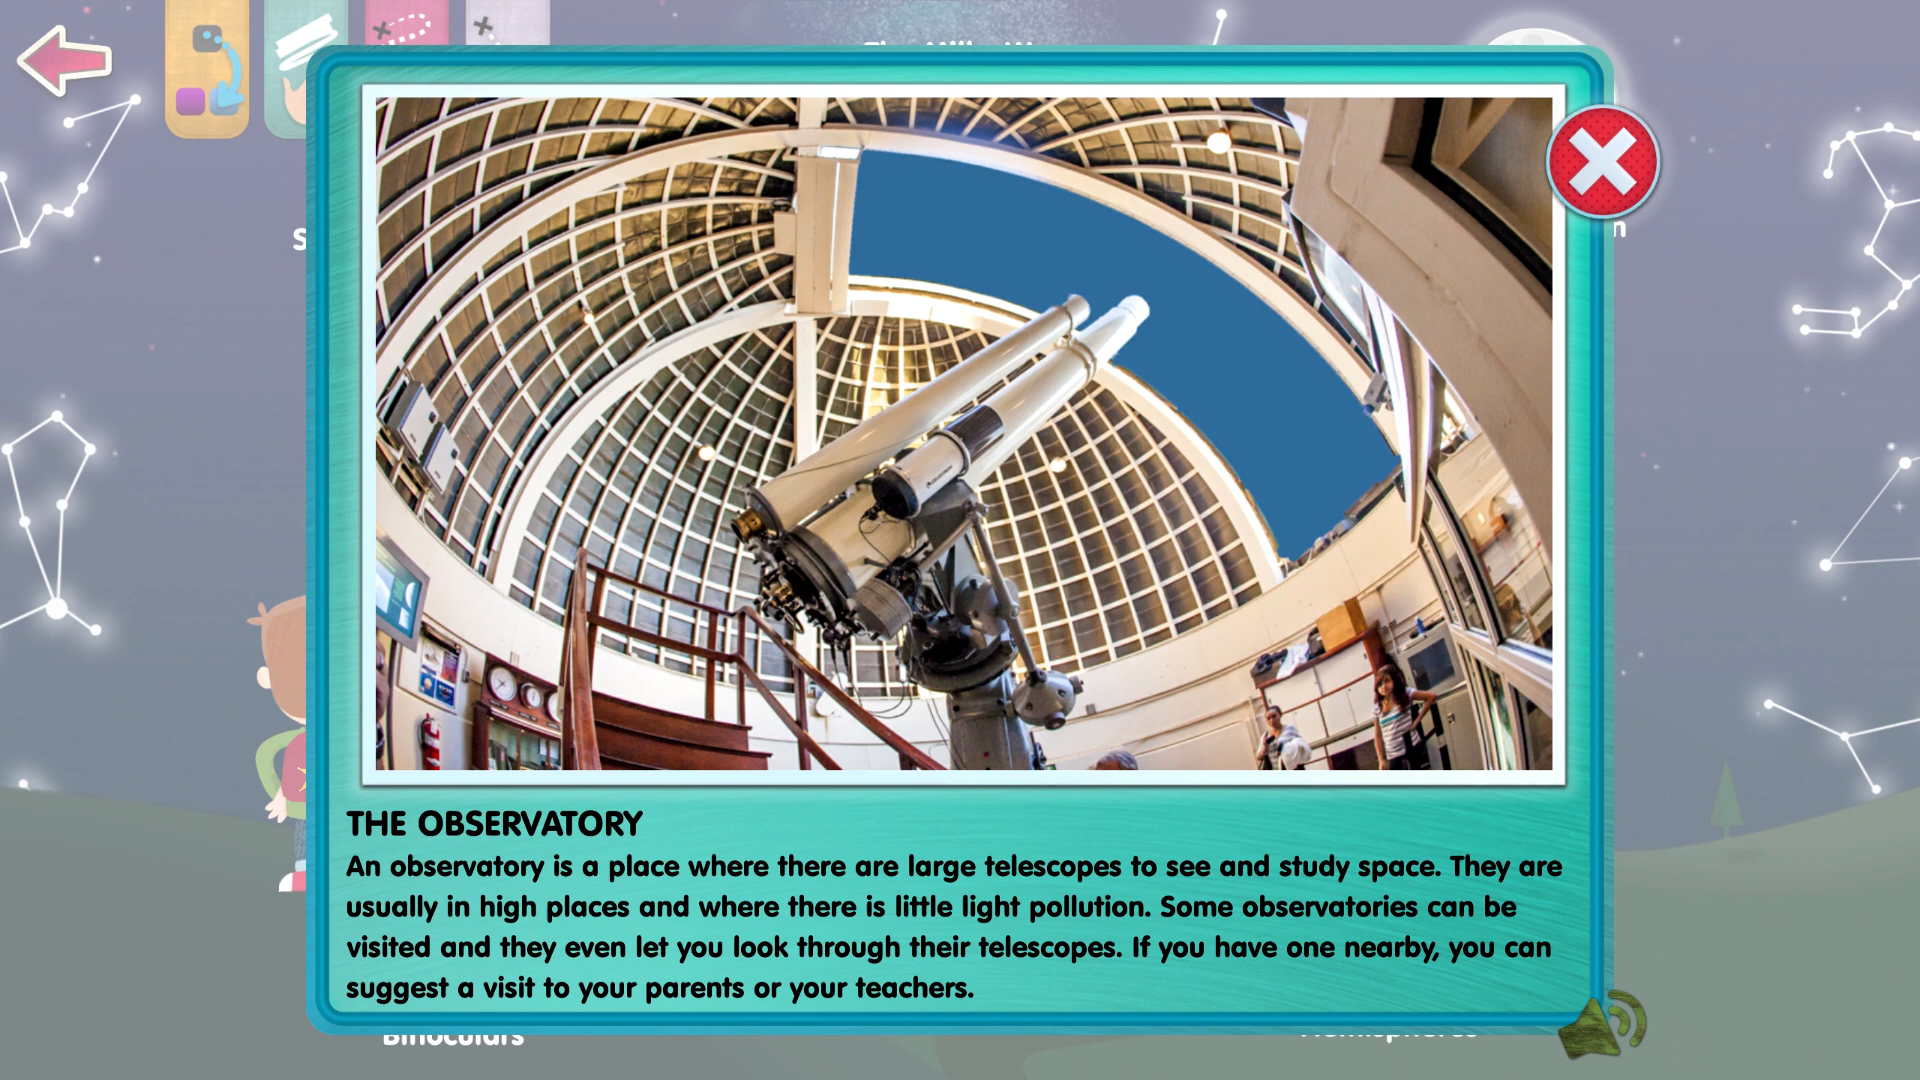 THE OBSERVATORY
An observatory is a place where there are large telescopes to see and study space. They are
usually in high places and where there is little light pollution. Some observatories can be
visited and they even let you look through their telescopes. If you have one nearby, you can
suggest a visit to your parents or your teachers.
Binoculars